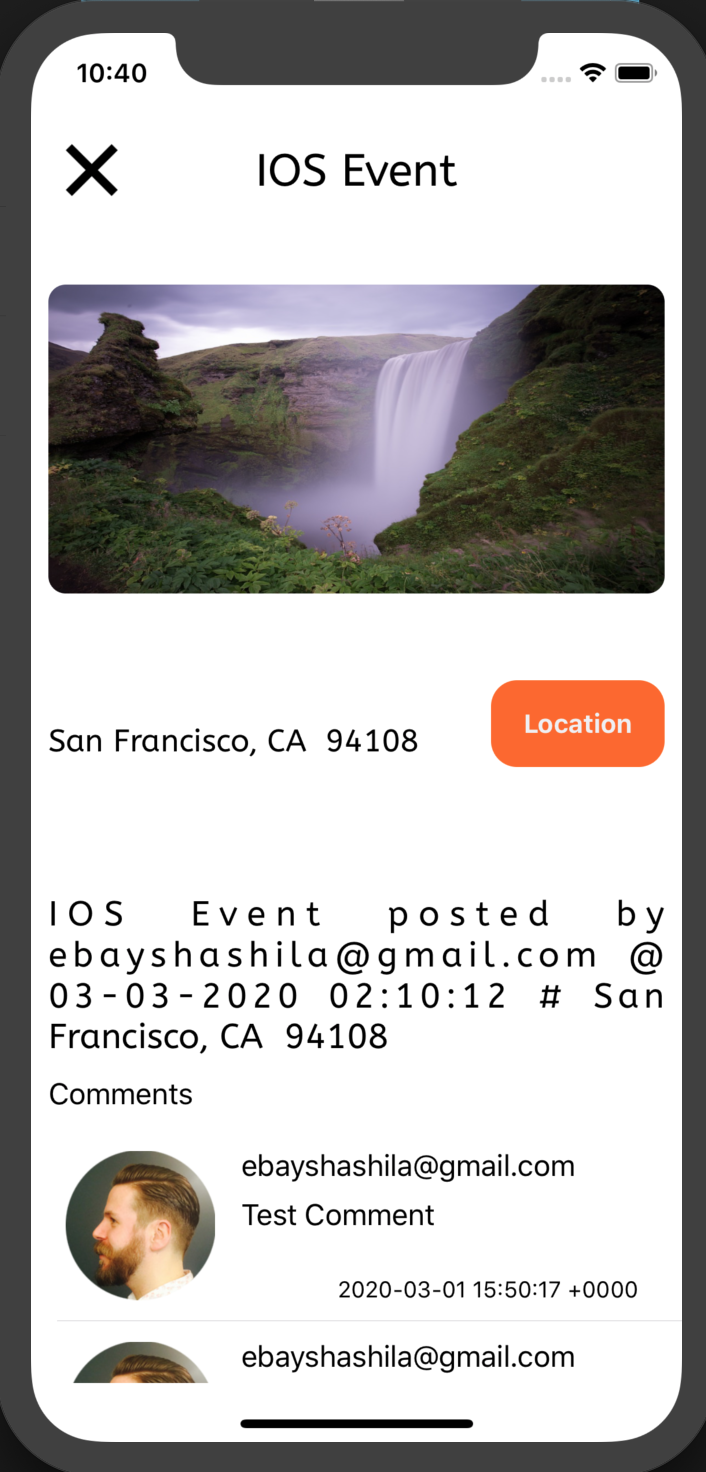 10:40
IOS Event
San Francisco, CA  94108
Location
IOS Event posted by
ebayshashila@gmail.com @
03-03-2020 02:10:12 # San
Francisco, CA  94108
Comments
ebayshashila@gmail.com
Test Comment
2020-03-01 15:50:17 +0000
ebayshashila@gmail.com